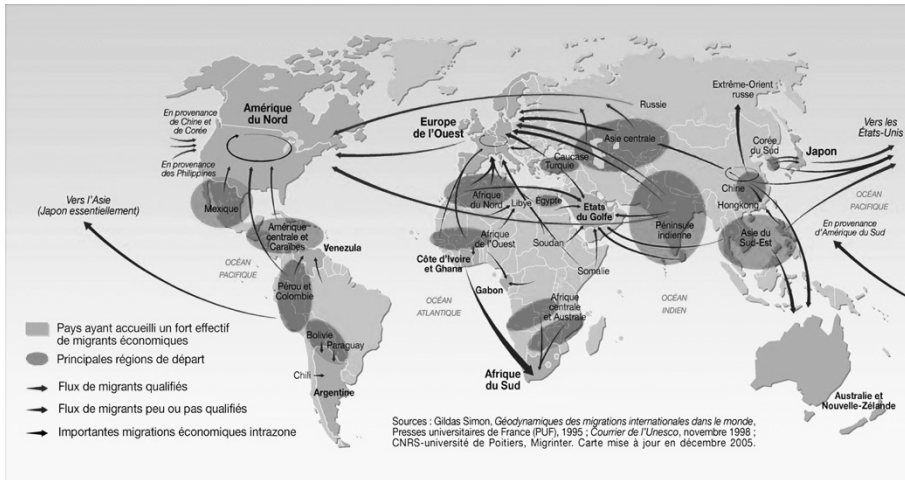 Amérique
du Nord
En provenance
de Chine et
de Corée
En provenance
des Philippines
Mexique
Vers l'Asie
(Japon essentiellement)
Amérique
centrale et
Caraïbes
Venezula
OCÉAN
PACIFIQUE
Pérou et
Colombie
Bolivie
Paraguay
Chili
Argentine
Europe
de l'Ouest
Russie
Asie centrale
Caucase
Turquie
Afrique
du Nord
Libye
Egypte
Etats
du Golfe
Péninsule
indienne
Afrique
de l'Ouest
Soudan
Côte d'Ivoire
et Ghana
Somalie
Gabon
OCÉAN
ATLANTIQUE
Afrique
centrale
et Australe
OCÉAN
INDIEN
Afrique
du Sud
Extrême-Orient
russe
Corée
du Sud
Japon
Vers les
États-Unis
Chine
Hongkong
OCÉAN
PACIFIQUE
Asie du
Sud-Est
En provenance
d'Amérique du Sud
Australie et
Nouvelle-Zélande
Pays ayant accueilli un fort effectif
de migrants économiques
Principales régions de départ
Flux de migrants qualifiés
Flux de migrants peu ou pas qualifiés
Importantes migrations économiques intrazone
Sources : Gildas Simon, Géodynamiques des migrations internationales dans le monde,
Presses universitaires de France (PUF), 1995 ; Courrier de l'Unesco, novembre 1998 ;
CNRS-université de Poitiers, Migrinter. Carte mise à jour en décembre 2005.